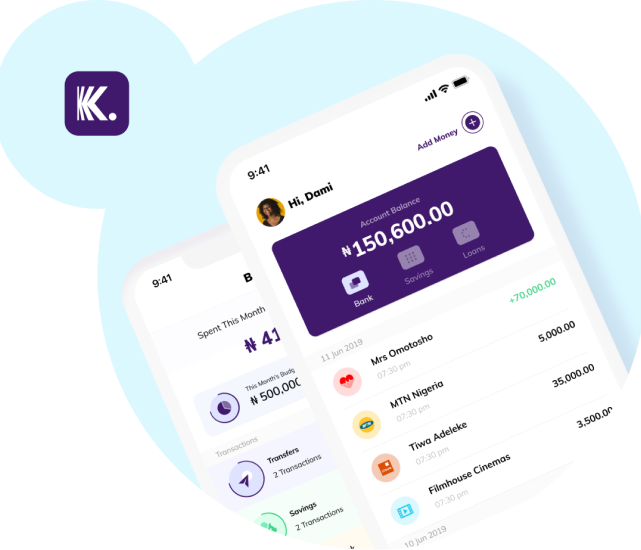 K.
9:41
Add Money
Hi, Dami
Account Balance
₦150,600.00
Bank
Savings
Loans
11 Jun 2019
Mrs Omotosho
+70,000.00
07:30 pm
MTN Nigeria
5,000.00
07:30 pm
Tiwa Adeleke
35,000.00
07:30 pm
Filmhouse Cinemas
3,500.00
07:30 pm
10 Jun 2019
9:41
B
Spent This Month
₦ 41
This Month's Budg
₦ 500,000
Transactions
Transfers
2 Transactions
Savings
2 Transactions